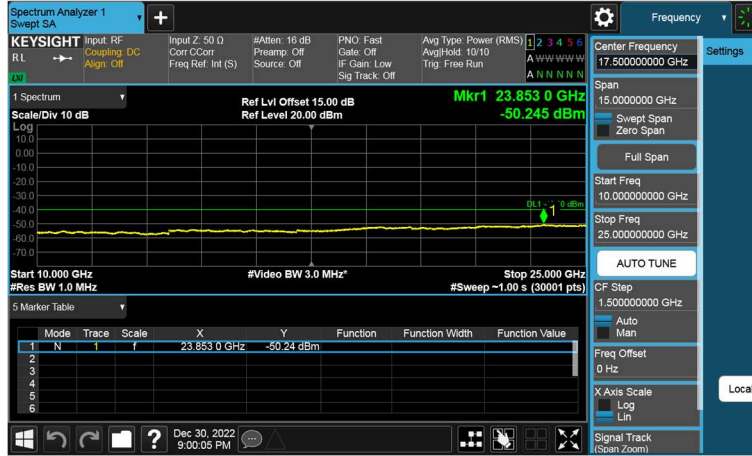 Spectrum Analyzer 1
Swept SA
+
Frequency
KEYSIGHT
RL
LXI
Input: RF
Coupling: DC
Align: Off
Input Z: 50 Ω
Corr CCorr
Freq Ref: Int (S)
#Atten: 16 dB
Preamp: Off
Source: Off
PNO: Fast
Gate: Off
IF Gain: Low
Sig Track: Off
Avg Type: Power (RMS)
Avg|Hold: 10/10
Trig: Free Run
1 2 3 4 5 6
A W W W W W
A N N N N N
1 Spectrum
Scale/Div 10 dB
Ref Lvl Offset 15.00 dB
Ref Level 20.00 dBm
Mkr1 23.853 0 GHz
-50.245 dBm
Log
10.0
0.00
-10.0
-20.0
-30.0
-40.0
-50.0
-60.0
-70.0
1
Start 10.000 GHz
#Res BW 1.0 MHz
#Video BW 3.0 MHz*
Stop 25.000 GHz
#Sweep ~1.00 s (30001 pts)
5 Marker Table
Mode Trace Scale X Y Function Function Width Function Value
1 N 1 f 23.853 0 GHz -50.24 dBm
2
3
4
5
6
Dec 30, 2022
9:00:05 PM
Center Frequency
17.500000000 GHz
Settings
Span
15.0000000 GHz
Swept Span
Zero Span
Full Span
Start Freq
10.000000000 GHz
Stop Freq
25.000000000 GHz
AUTO TUNE
CF Step
1.500000000 GHz
Auto
Man
Freq Offset
0 Hz
X Axis Scale
Log
Lin
Local
Signal Track
(Span Zoom)